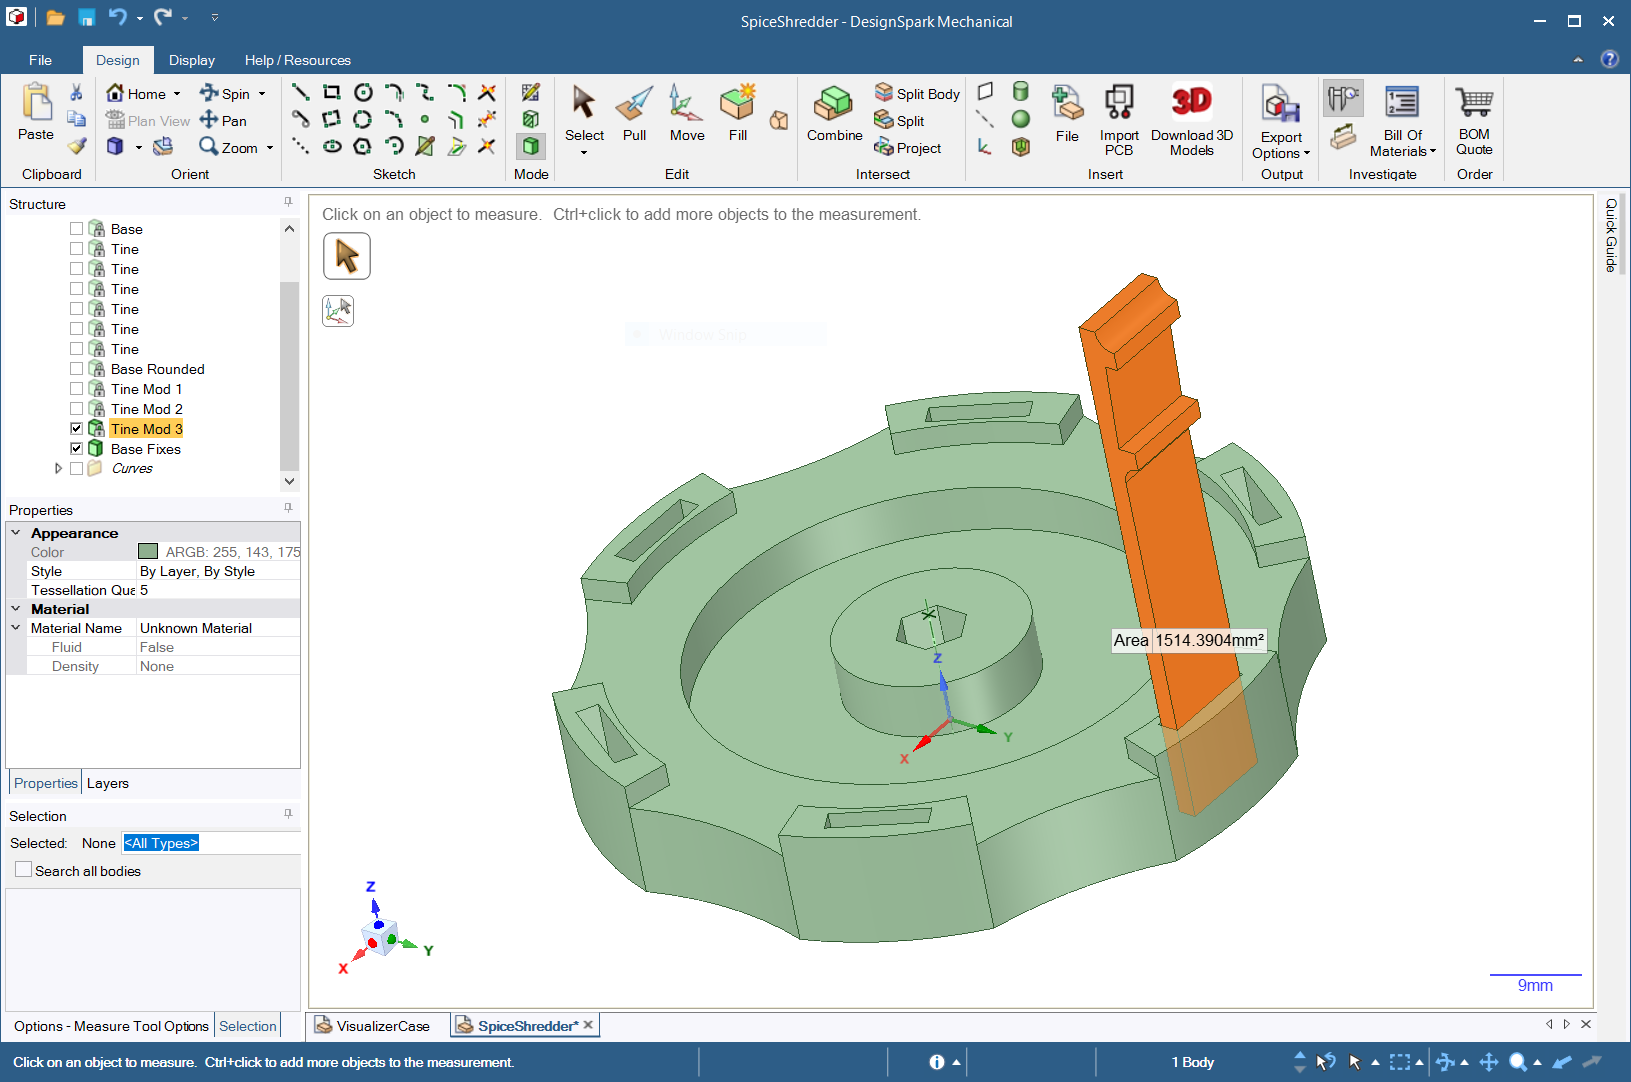 SpiceShredder - DesignSpark Mechanical
File
Design
Display
Help / Resources
Paste
Clipboard
Home
Spin
Plan View
Pan
Zoom
Orient
Sketch
Mode
Select
Pull
Move
Fill
Edit
Combine
Split Body
Split
Project
Intersect
File
Import
PCB
3D
Download 3D
Models
Insert
Export
Options
Output
Bill Of
Materials
Investigate
BOM
Quote
Order
Structure
Base
Tine
Tine
Tine
Tine
Tine
Tine
Base Rounded
Tine Mod 1
Tine Mod 2
Tine Mod 3
Base Fixes
Curves
Properties
Appearance
Color ARGB: 255, 143, 175
Style By Layer, By Style
Tessellation Qua 5
Material
Material Name Unknown Material
Fluid False
Density None
Properties
Layers
Selection
Selected: None <All Types>
Search all bodies
Options - Measure Tool Options
Selection
Click on an object to measure. Ctrl+click to add more objects to the measurement.
Window Snip
Area 1514.3904mm²
Z
Y
X
Z
Y
X
9mm
Quick Guide
VisualizerCase
SpiceShredder*
Click on an object to measure. Ctrl+click to add more objects to the measurement.
1 Body